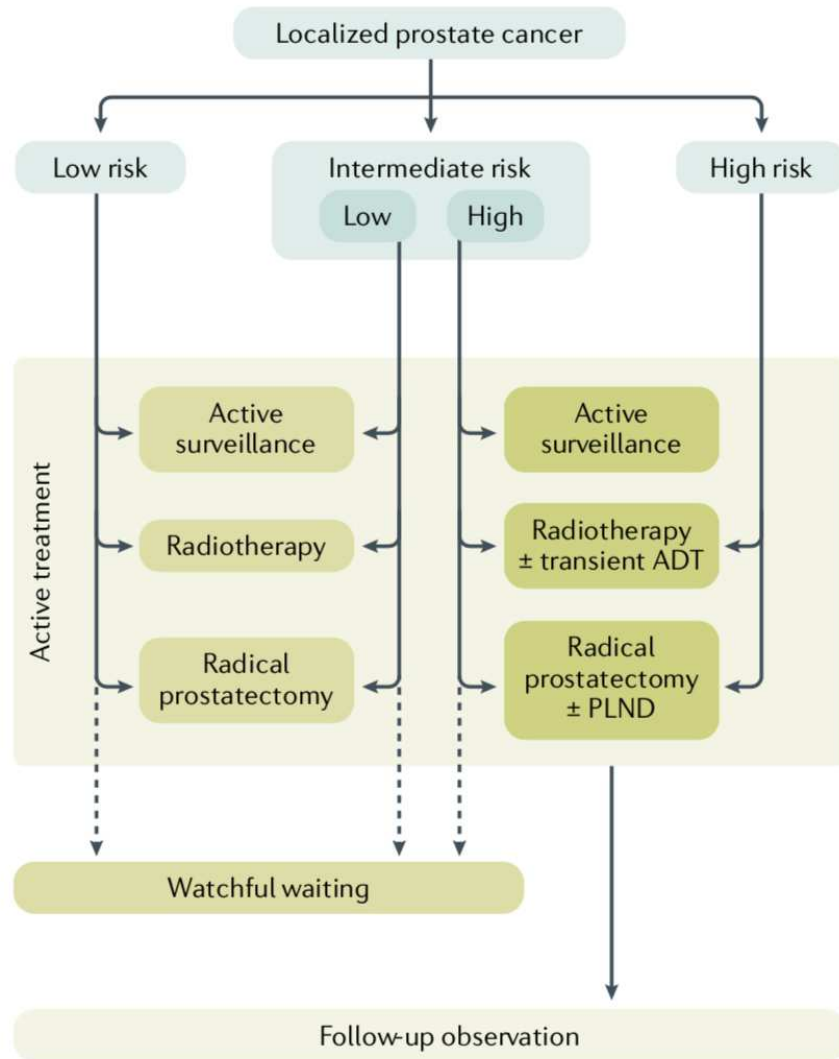 Localized prostate cancer
Low risk
Intermediate risk
High risk
Low
High
Active treatment
Active
surveillance
Active
surveillance
Radiotherapy
Radiotherapy
± transient ADT
Radical
prostatectomy
Radical
prostatectomy
± PLND
Watchful waiting
Follow-up observation